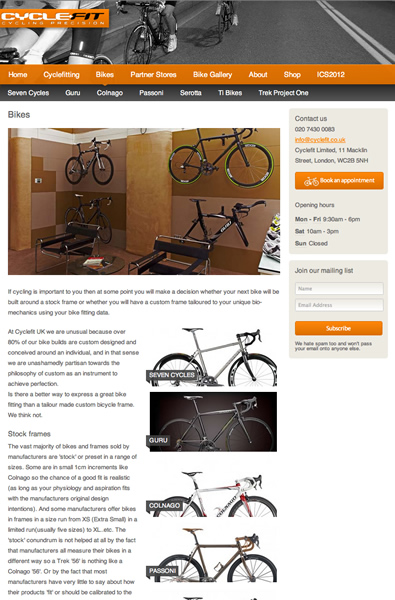 CYCLEFIT
CYCLING PRECISION
Home Cyclefitting Bikes Partner Stores Bike Gallery About Shop ICS2012
Seven Cycles Guru Colnago Passoni Serotta Ti Bikes Trek Project One
Bikes
If cycling is important to you then at some point you will make a decision whether your next bike will be
built around a stock frame or whether you will have a custom frame tailoured to your unique bio-
mechanics using your bike fitting data.
At Cyclefit UK we are unusual because over
80% of our bike builds are custom designed and
conceived around an individual, and in that sense
we are unashamedly partisan towards the
philosophy of custom as an instrument to
achieve perfection.
Is there a better way to express a great bike
fitting than a tailour made custom bicycle frame.
We think not.
Stock frames
The vast majority of bikes and frames sold by
manufacturers are 'stock' or preset in a range of
sizes. Some are in small 1cm increments like
Colnago so the chance of a good fit is realistic
(as long as your physiology and aspiration fits
with the manufacturers original design
intentions). And some manufacturers offer bikes
in frames in a size run from XS (Extra Small) in a
limited run(usually five sizes) to XL..etc. The
'stock' conundrum is not helped at all by the fact
that manufacturers all measure their bikes in a
different way so a Trek '56' is nothing like a
Colnago '56'. Or by the fact that most
manufacturers have very little to say about how
their products 'fit' or should be calibrated to the
SEVEN CYCLES
GURU
COLNAGO
PASSONI
Contact us
020 7430 0083
info@cyclefit.co.uk
Cyclefit Limited, 11 Macklin
Street, London, WC2B 5NH
Book an appointment
Opening hours
Mon - Fri 9:30am - 6pm
Sat 10am - 3pm
Sun Closed
Join our mailing list
Name
Email Address
Subscribe
We hate spam too and won't pass
your email onto anyone else.